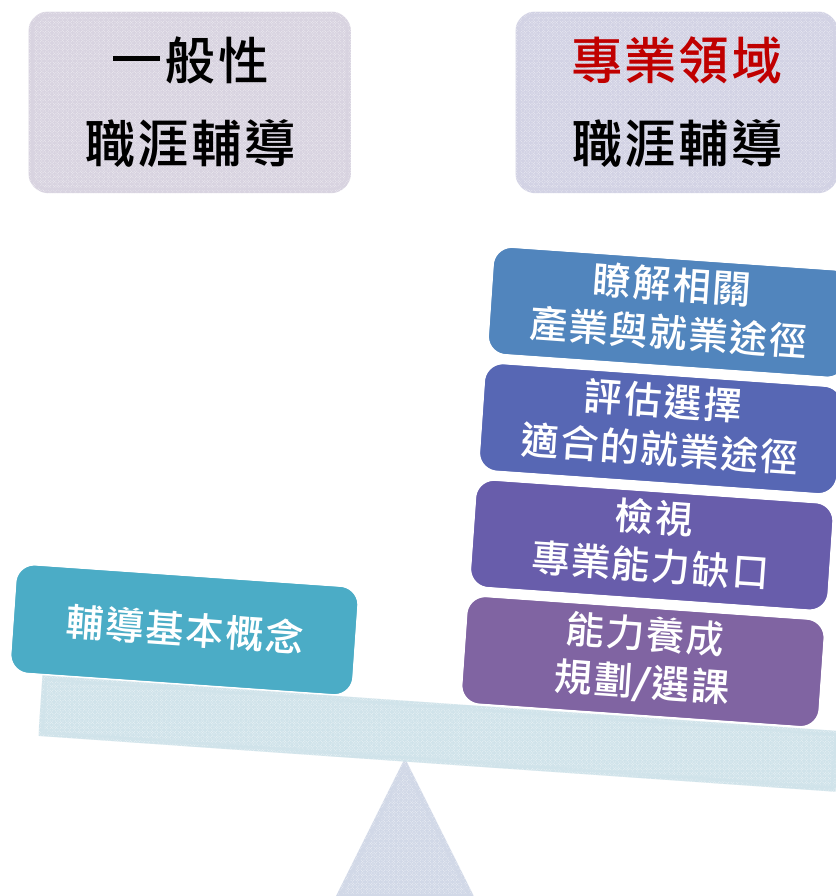 一般性
職涯輔導
專業領域
職涯輔導
瞭解相關
產業與就業途徑
評估選擇
適合的就業途徑
檢視
專業能力缺口
輔導基本概念
能力養成
規劃/選課